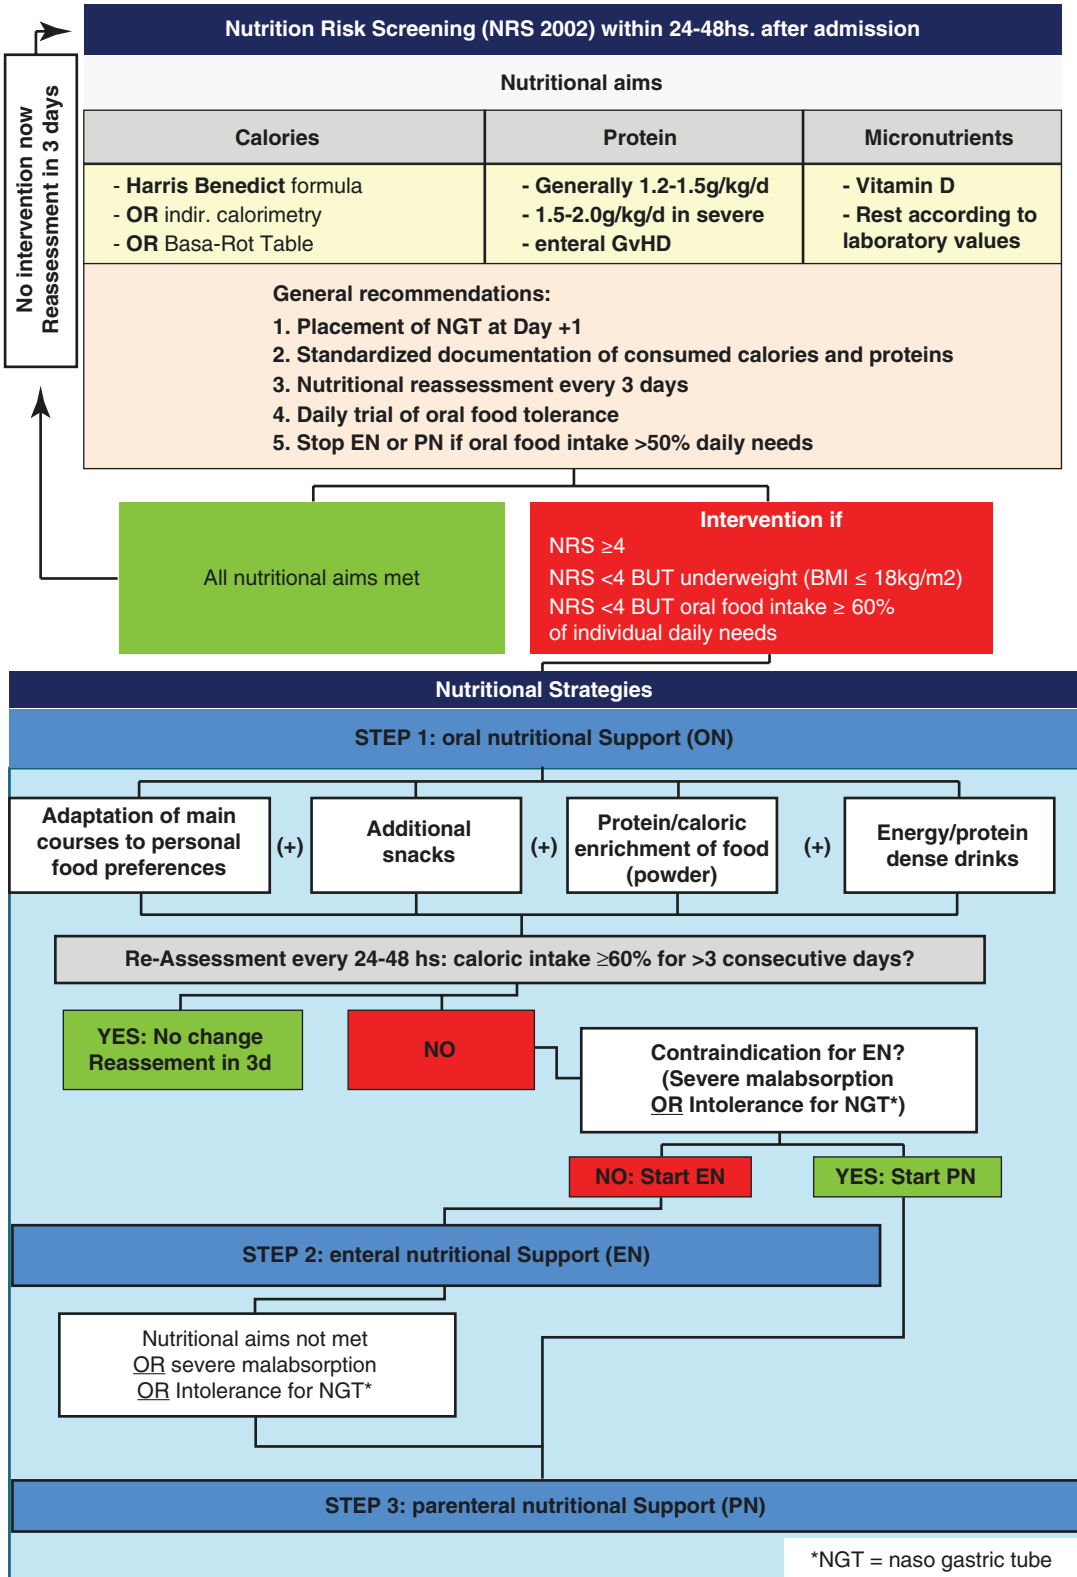 Nutrition Risk Screening (NRS 2002) within 24-48hs. after admission
No intervention now
Reassessment in 3 days
Nutritional aims
Calories
Protein
Micronutrients
- Harris Benedict formula
- OR indir. calorimetry
- OR Basa-Rot Table
- Generally 1.2-1.5g/kg/d
- 1.5-2.0g/kg/d in severe
- enteral GvHD
- Vitamin D
- Rest according to
laboratory values
General recommendations:
1. Placement of NGT at Day +1
2. Standardized documentation of consumed calories and proteins
3. Nutritional reassessment every 3 days
4. Daily trial of oral food tolerance
5. Stop EN or PN if oral food intake >50% daily needs
All nutritional aims met
Intervention if
NRS ≥4
NRS <4 BUT underweight (BMI ≤ 18kg/m2)
NRS <4 BUT oral food intake ≥ 60%
of individual daily needs
Nutritional Strategies
STEP 1: oral nutritional Support (ON)
Adaptation of main
courses to personal
food preferences
(+)
Additional
snacks
(+)
Protein/caloric
enrichment of food
(powder)
(+)
Energy/protein
dense drinks
Re-Assessment every 24-48 hs: caloric intake ≥60% for >3 consecutive days?
YES: No change
Reassement in 3d
NO
Contraindication for EN?
(Severe malabsorption
OR Intolerance for NGT*)
NO: Start EN
YES: Start PN
STEP 2: enteral nutritional Support (EN)
Nutritional aims not met
OR severe malabsorption
OR Intolerance for NGT*
STEP 3: parenteral nutritional Support (PN)
*NGT = naso gastric tube